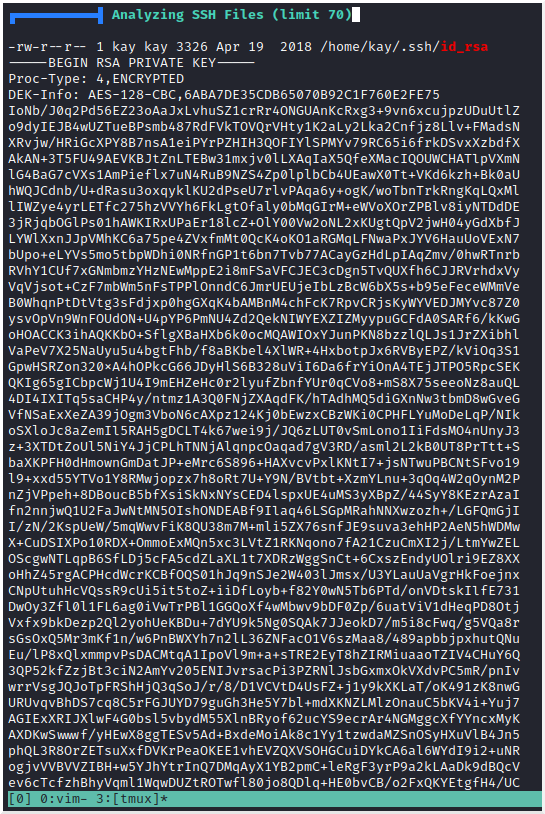 Analyzing SSH Files (limit 70)
-rw-r--r-- 1 kay kay 3326 Apr 19  2018 /home/kay/.ssh/id_rsa
-----BEGIN RSA PRIVATE KEY-----
Proc-Type: 4,ENCRYPTED
DEK-Info: AES-128-CBC,6ABA7DE35CDB65070B92C1F760E2FE75
IoNb/J0q2Pd56EZ23oAaJxLvhuSZ1crRr4ONGUAnKcRxg3+9vn6xcujpzUDuUtlZ
o9dyIEJB4wUZTueBPsmb487RdFVkTOVQrVHty1K2aLy2Lka2Cnfjz8Llv+FMadsN
XRvjw/HRiGcXPY8B7nsA1eiPYrPZHIH3QOFIYlSPMYv79RC65i6frkDSvxXzbdfX
AkAN+3T5FU49AEVKBJtZnLTEBw31mxjv0lLXAqIaX5QfeXMacIQOUWCHATlpVXmN
lG4BaG7cVXs1AmPieflx7uN4RuB9NZS4Zp0lplbCb4UEawX0Tt+VKd6kzh+Bk0aU
hWQJCdnb/U+dRasu3oxqyklKU2dPseU7rlvPAqa6y+ogK/woTbnTrkRngKqLQxMl
lIWZye4yrLETfc275hzVVYh6FkLgtOfaly0bMqGIrM+eWVoXOrZPBlv8iyNTDdDE
3jRjqbOGlPs01hAWKIRxUPaEr18lcZ+OlY00Vw2oNL2xKUgtQpV2jwH04yGdXbfJ
LYWlXxnJJpVMhKC6a75pe4ZVxfmMt0QcK4oKO1aRGMqLFNwaPxJYV6HauUoVExN7
bUpo+eLYVs5mo5tbpWDhi0NRfnGP1t6bn7Tvb77ACayGzHdLpIAqZmv/0hwRTnrb
RVhY1CUf7xGNmbmzYHzNEwMppE2i8mFSaVFCJEC3cDgn5TvQUXfh6CJJRVrhdxVy
VqVjsot+CzF7mbWm5nFsTPPlOnndC6JmrUEUjeIbLzBcW6bX5s+b95eFeceWMmVe
B0WhqnPtDtVtg3sFdjxp0hgGXqK4bAMBnM4chFcK7RpvCRjsKyWYVEDJMYvc87Z0
ysvOpVn9WnFOUdON+U4pYP6PmNU4Zd2QekNIWYEXZIZMyypuGCFdA0SARf6/kKwG
oHOACCK3ihAQKKbO+SflgXBaHXb6k0ocMQAWIOxYJunPKN8bzzlQLJs1JrZXibhl
VaPeV7X25NaUyu5u4bgtFhb/f8aBKbel4XlWR+4HxbotpJx6RVByEPZ/kViOq3S1
GpwHSRZon320×A4hOPkcG66JDyHlS6B328uViI6Da6frYiOnA4TEjJTPO5RpcSEK
QKIg65gICbpcWj1U4I9mEHZeHc0r2lyufZbnfYUr0qCVo8+mS8X75seeoNz8auQL
4DI4IXITq5saCHP4y/ntmz1A3Q0FNjZXAqdFK/hTAdhMQ5diGXnNw3tbmD8wGveG
VfNSaExXeZA39jOgm3VboN6cAXpz124Kj0bEwzxCBzWKi0CPHFLYuMoDeLqP/NIk
oSXloJc8aZemIl5RAH5gDCLT4k67wei9j/JQ6zLUT0vSmLono1IiFdsMO4nUnyJ3
z+3XTDtZoUl5NiY4JjCPLhTNNjAlqnpcOaqad7gV3RD/asml2L2kB0UT8PrTtt+S
baXKPFH0dHmownGmDatJP+eMrc6S896+HAXvcvPxlKNtI7+jsNTwuPBCNtSFvo19
l9+xxd55YTVo1Y8RMwjopzx7h8oRt7U+Y9N/BVtbt+XzmYLnu+3qOq4W2qOynM2P
nZjVPpeh+8DBoucB5bfXsiSkNxNYsCED4lspxUE4uMS3yXBpZ/44SyY8KEzrAzaI
fn2nnjwQ1U2FaJwNtMN5OIshONDEABf9Ilaq46LSGpMRahNNXwzozh+/LGFQmGjI
I/zN/2KspUeW/5mqWwvFiK8QU38m7M+mli5ZX76snfJE9suva3ehHP2AeN5hWDMw
X+CuDSIXPo10RDX+OmmoExMQn5xc3LVtZ1RKNqono7fA21CzuCmXI2j/LtmYwZEL
OScgwNTLqpB6SfLDj5cFA5cdZLaXL1t7XDRzWggSnCt+6CxszEndyUOlri9EZ8XX
oHhZ45rgACPHcdWcrKCBfOQS01hJq9nSJe2W403lJmsx/U3YLauUaVgrHkFoejnx
CNpUtuhHcVQssR9cUi5it5toZ+iiDfLoyb+f82Y0wN5Tb6PTd/onVDtskIlfE731
DwOy3Zfl0l1FL6ag0iVwTrPBl1GGQoXf4wMbwv9bDF0Zp/6uatViV1dHeqPD8Otj
Vxfx9bkDezp2Ql2yohUeKBDu+7dYU9k5Ng0SQAk7JJeokD7/m5i8cFwq/g5VQa8r
sGsOxQ5Mr3mKf1n/w6PnBWXYh7n2lL36ZNFacO1V6szMaa8/489apbbjpxhutQNu
Eu/lP8xQlxmmpvPsDACMtqA1IpoVl9m+a+sTRE2EyT8hZIRMiuaaoTZIV4CHuY6Q
3QP52kfZzjBt3ciN2AmYv205ENIJvrsacPi3PZRNlJsbGxmxOkVXdvPC5mR/pnIv
wrrVsgJQJoTpFRShHjQ3qSoJ/r/8/D1VCVtD4UsFZ+j1y9kXKLaT/oK491zK8nwG
URUvqvBhDS7cq8C5rFGJUYD79guGh3He5Y7bl+mdXKNZLMlzOnauC5bKV4i+Yuj7
AGIExXRIJXlwF4G0bsl5vbydM55XlnBRyof62ucYS9ecrAr4NGMggcXfYYncxMyK
AXDKwSwwwf/yHEwX8ggTESv5Ad+BxdeMoiAk8c1Yy1tzwdaMZSnOSyHXuVlB4Jn5
phQL3R8OrZETsuXxfDVKrPeaOKEE1vhEVZQXVSOHGCuiDYkCA6al6WYdI9i2+uNR
ogjvVVBVVZIBH+w5YJhYtrInQ7DMqAyX1YB2pmC+leRgF3yrP9a2kLAaDk9dBQcV
ev6cTcfzhBhyVqml1WqwDUZtROTwfl80jo8QDlq+HE0bvCB/o2FxQKYEtgfH4/UC
[0] 0:vim- 3:[tmux]*